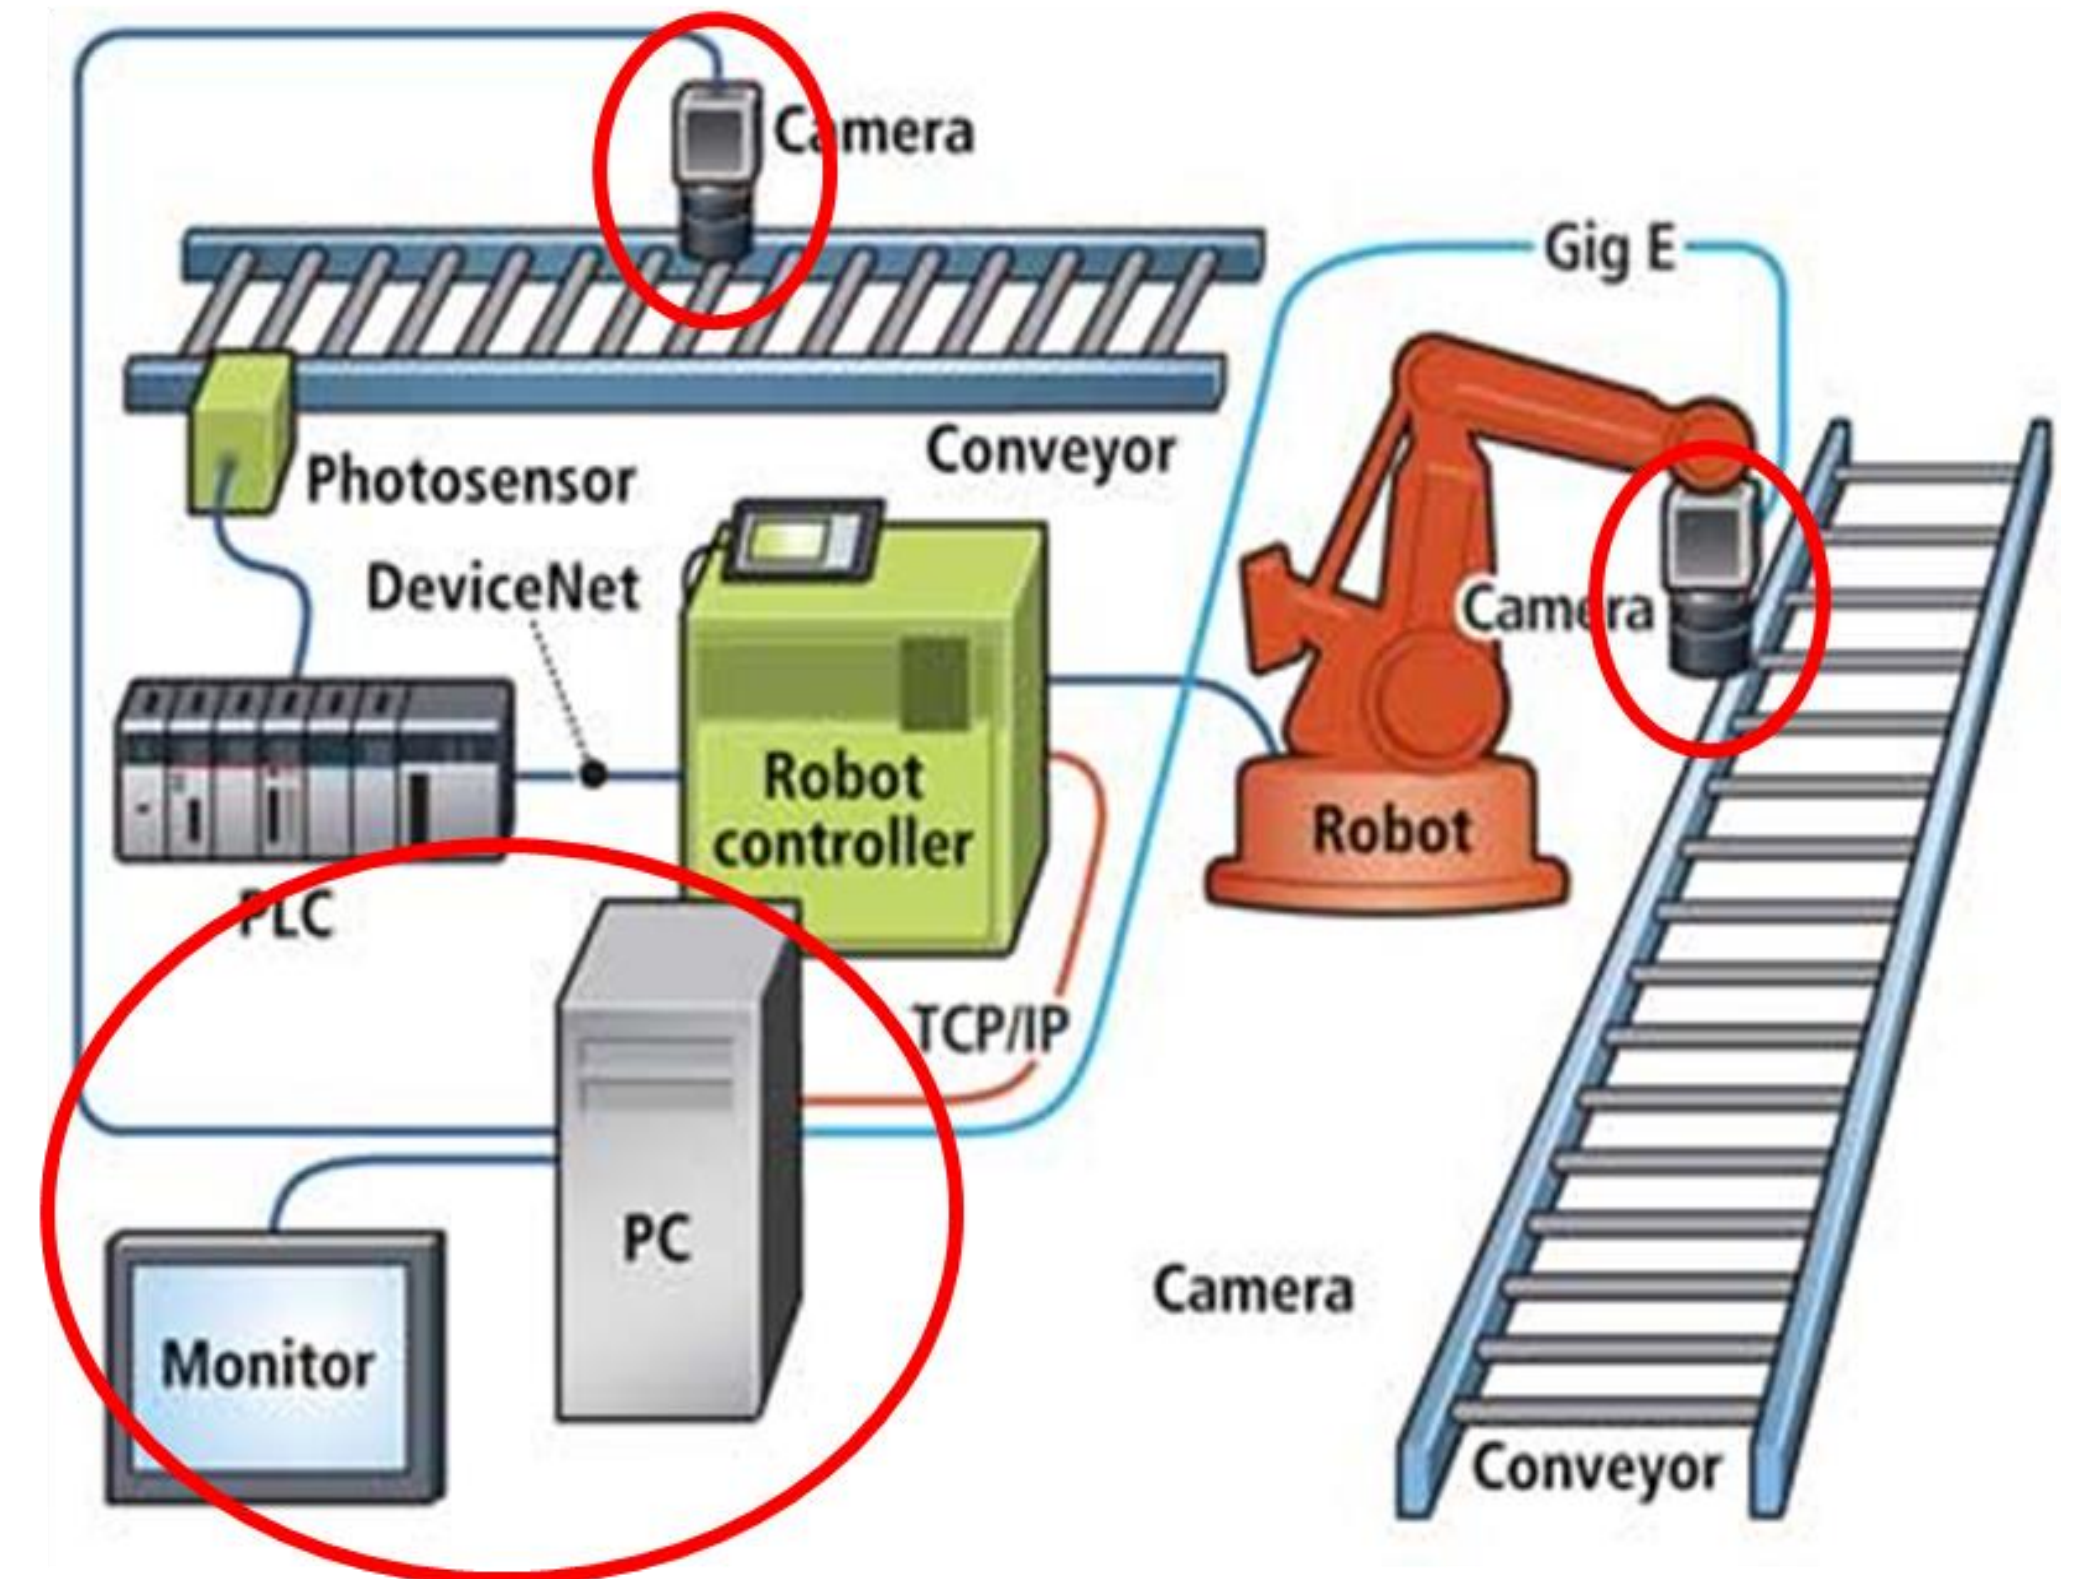 Camera
Gig E
Conveyor
Photosensor
DeviceNet
Camera
Robot
controller
Robot
PLC
TCP/IP
PC
Camera
Monitor
Conveyor